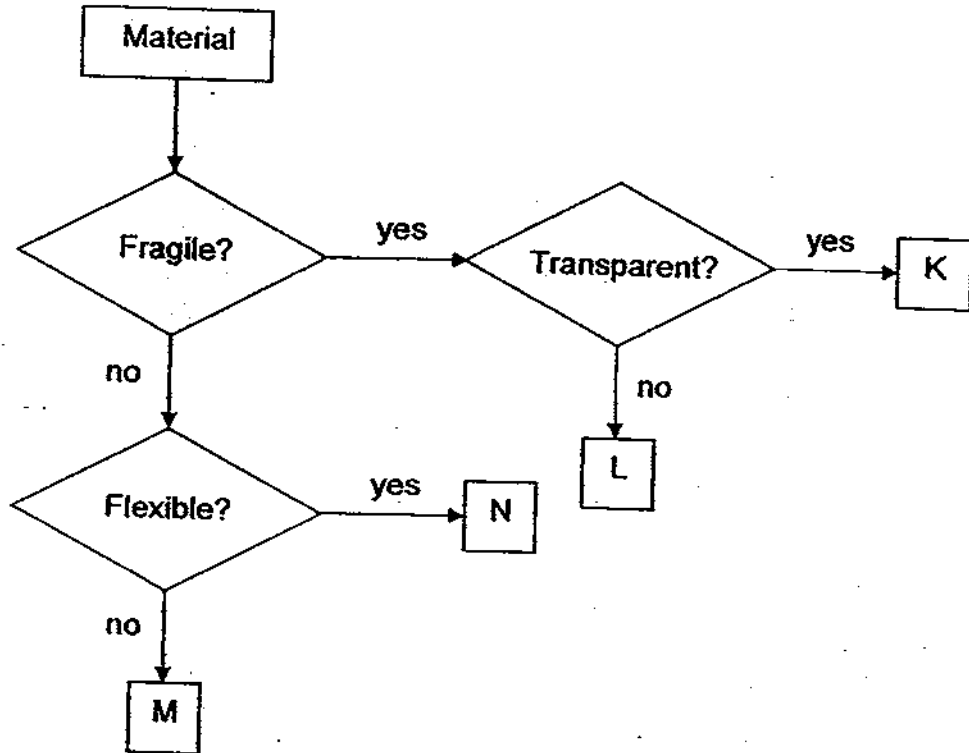 Material
Fragile?
yes
Transparent?
yes
K
no
no
L
Flexible?
yes
N
no
M